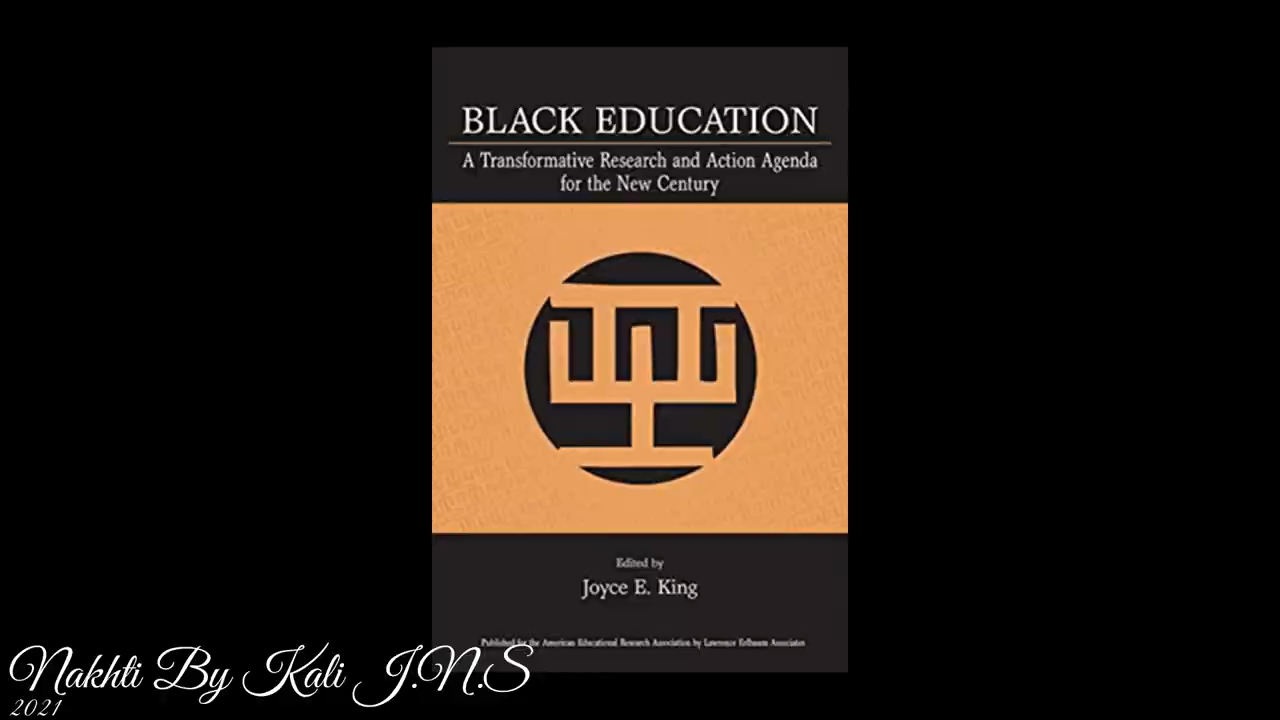 BLACK EDUCATION
A Transformative Research and Action Agenda
for the New Century
Edited by
Joyce E. King
Published for the American Educational Research Association by Lawrence Erlbaum Associates
Nakhti By Kali J.N.S
2021